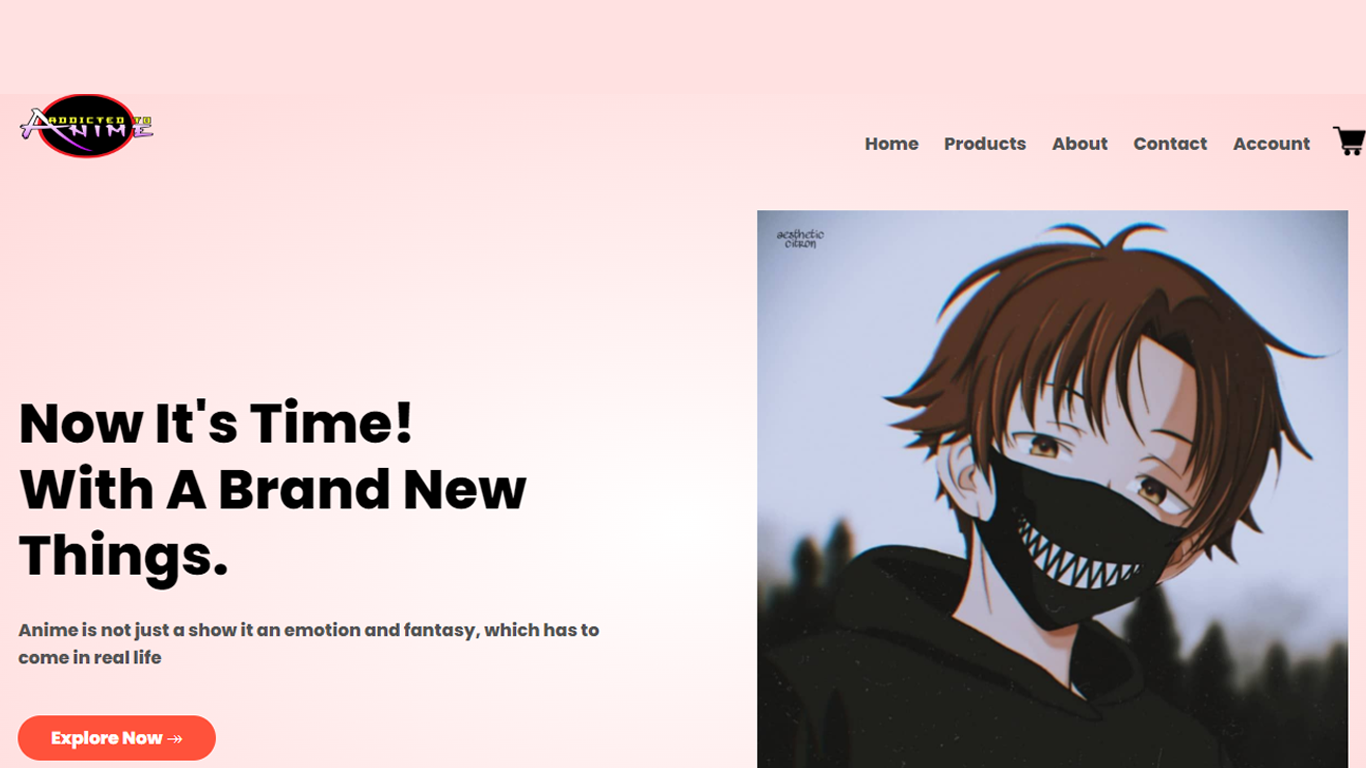 ADDICTED TO
ANIME
Home Products About Contact Account
aesthetic
citron
Now It's Time!
With A Brand New
Things.
Anime is not just a show it an emotion and fantasy, which has to
come in real life
Explore Now →